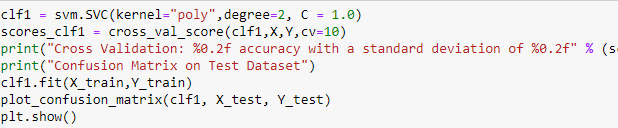 clf1 = svm.SVC(kernel="poly",degree=2, C = 1.0)
scores_clf1 = cross_val_score(clf1,X,Y,cv=10)
print("Cross Validation: %0.2f accuracy with a standard deviation of %0.2f" % (s
print("Confusion Matrix on Test Dataset")
clf1.fit(X_train,Y_train)
plot_confusion_matrix(clf1, X_test, Y_test)
plt.show()